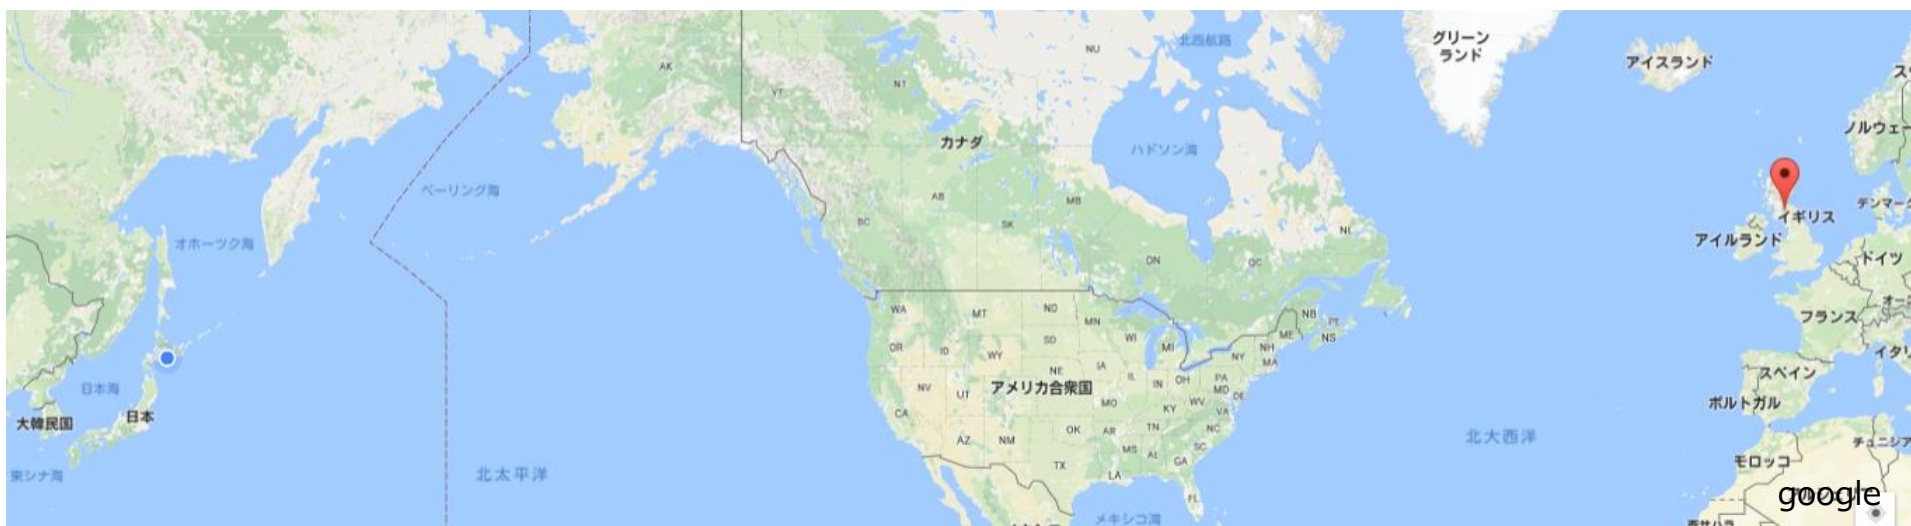 NU
北西航路
グリーン
ランド
アイスランド
AK
YT
NT
カナダ
ハドソン湾
ノルウェー
ベーリング海
AB
MB
BC
SK
NL
イギリス
デンマーク
オホーツク海
アイルランド
ON
QC
ドイツ
WA
MT
ND
MN
NB
PE
NS
フランス
オー
OR
ID
WY
SD
WI
MI
NY
NH
ME
MA
イタリ
日本海
NV
UT
NE
IA
IL
IN
OH
PA
MD
DE
アメリカ合衆国
スペイン
大韓民国
日本
CA
MO
KY
WV
VA
ポルトガル
AZ
NM
OK
AR
TN
NC
SC
北大西洋
チュニジア
東シナ海
北太平洋
TX
MS
AL
GA
LA
モロッコ
FL
google
メキシコ湾